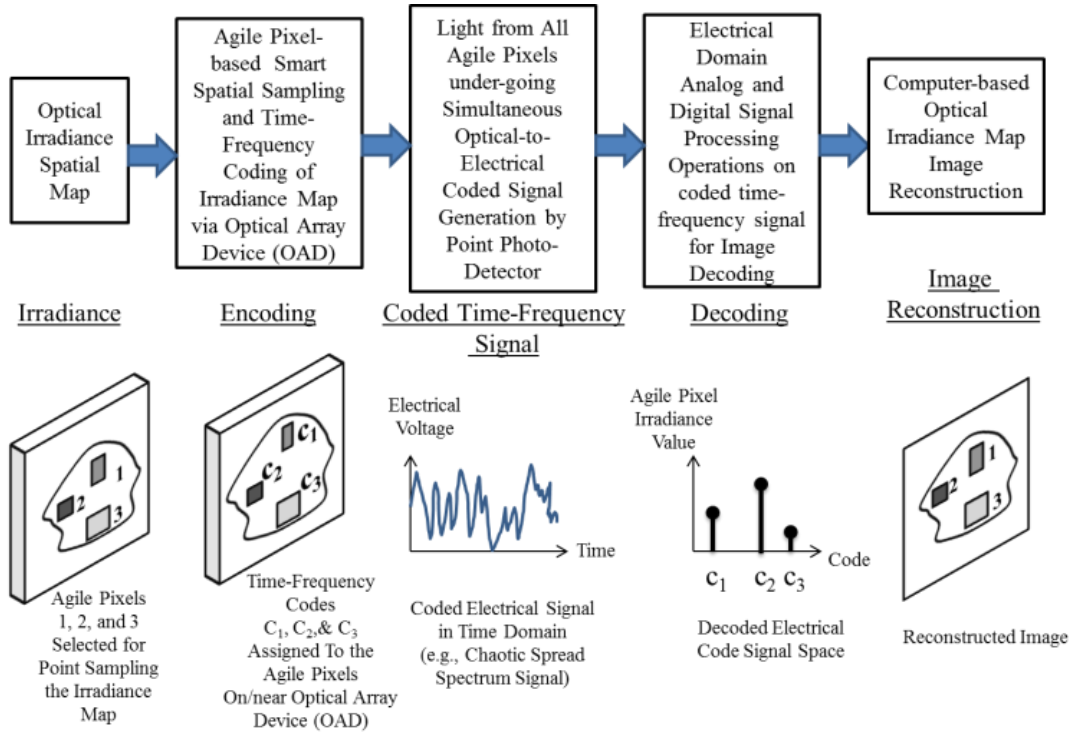 Optical
Irradiance
Spatial
Map
Agile Pixel-
based Smart
Spatial Sampling
and Time-
Frequency
Coding of
Irradiance Map
via Optical Array
Device (OAD)
Light from All
Agile Pixels
under-going
Simultaneous
Optical-to-
Electrical
Coded Signal
Generation by
Point Photo-
Detector
Electrical
Domain
Analog and
Digital Signal
Processing
Operations on
coded time-
frequency signal
for Image
Decoding
Computer-based
Optical
Irradiance Map
Image
Reconstruction
Irradiance
Encoding
Coded Time-Frequency
Signal
Decoding
Image
Reconstruction
1
2
3
Agile Pixels
1, 2, and 3
Selected for
Point Sampling
the Irradiance
Map
c₁
c₂
c₃
Time-Frequency
Codes
C₁, C₂,& C₃
Assigned To the
Agile Pixels
On/near Optical Array
Device (OAD)
Electrical
Voltage
Time
Coded Electrical Signal
in Time Domain
(e.g., Chaotic Spread
Spectrum Signal)
Agile Pixel
Irradiance
Value
Code
c₁ c₂ c₃
Decoded Electrical
Code Signal Space
1
2
3
Reconstructed Image